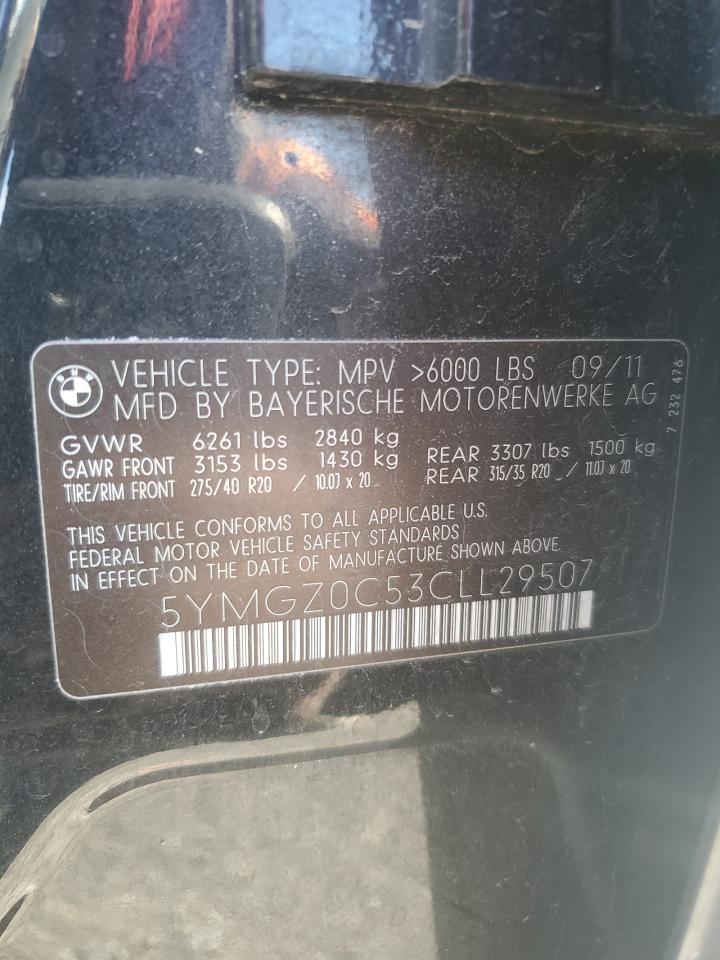 BMW
VEHICLE TYPE: MPV >6000 LBS 09/11
MFD BY BAYERISCHE MOTORENWERKE AG
GVWR 6261 lbs 2840 kg
GAWR FRONT 3153 lbs 1430 kg REAR 3307 lbs 1500 kg
TIRE/RIM FRONT 275/40 R20 / 10.0J x 20 REAR 315/35 R20 / 11.0J x 20
THIS VEHICLE CONFORMS TO ALL APPLICABLE U.S.
FEDERAL MOTOR VEHICLE SAFETY STANDARDS
IN EFFECT ON THE DATE OF MANUFACTURE SHOWN ABOVE.
5YMGZ0C53CLL29507
7 232 476